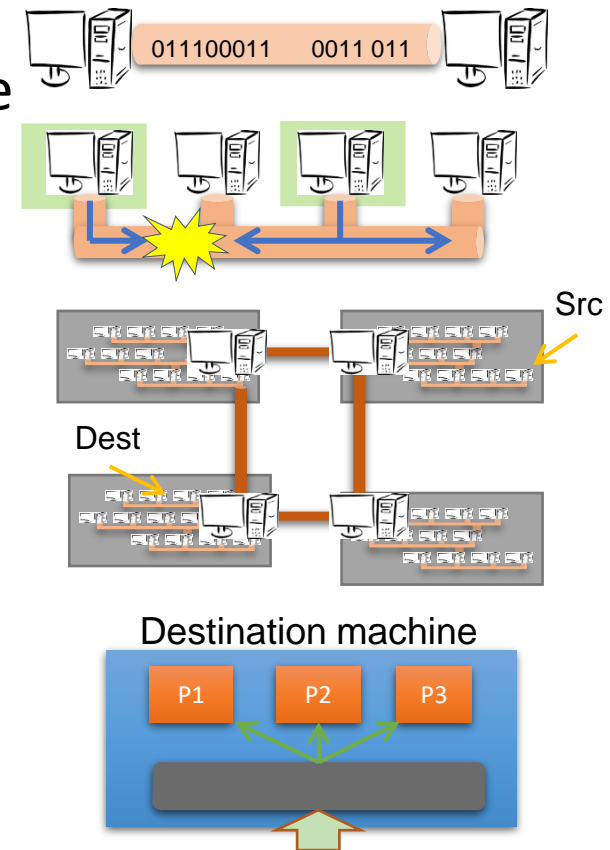 011100011 0011 011
e
Src
Dest
Destination machine
P1 P2 P3